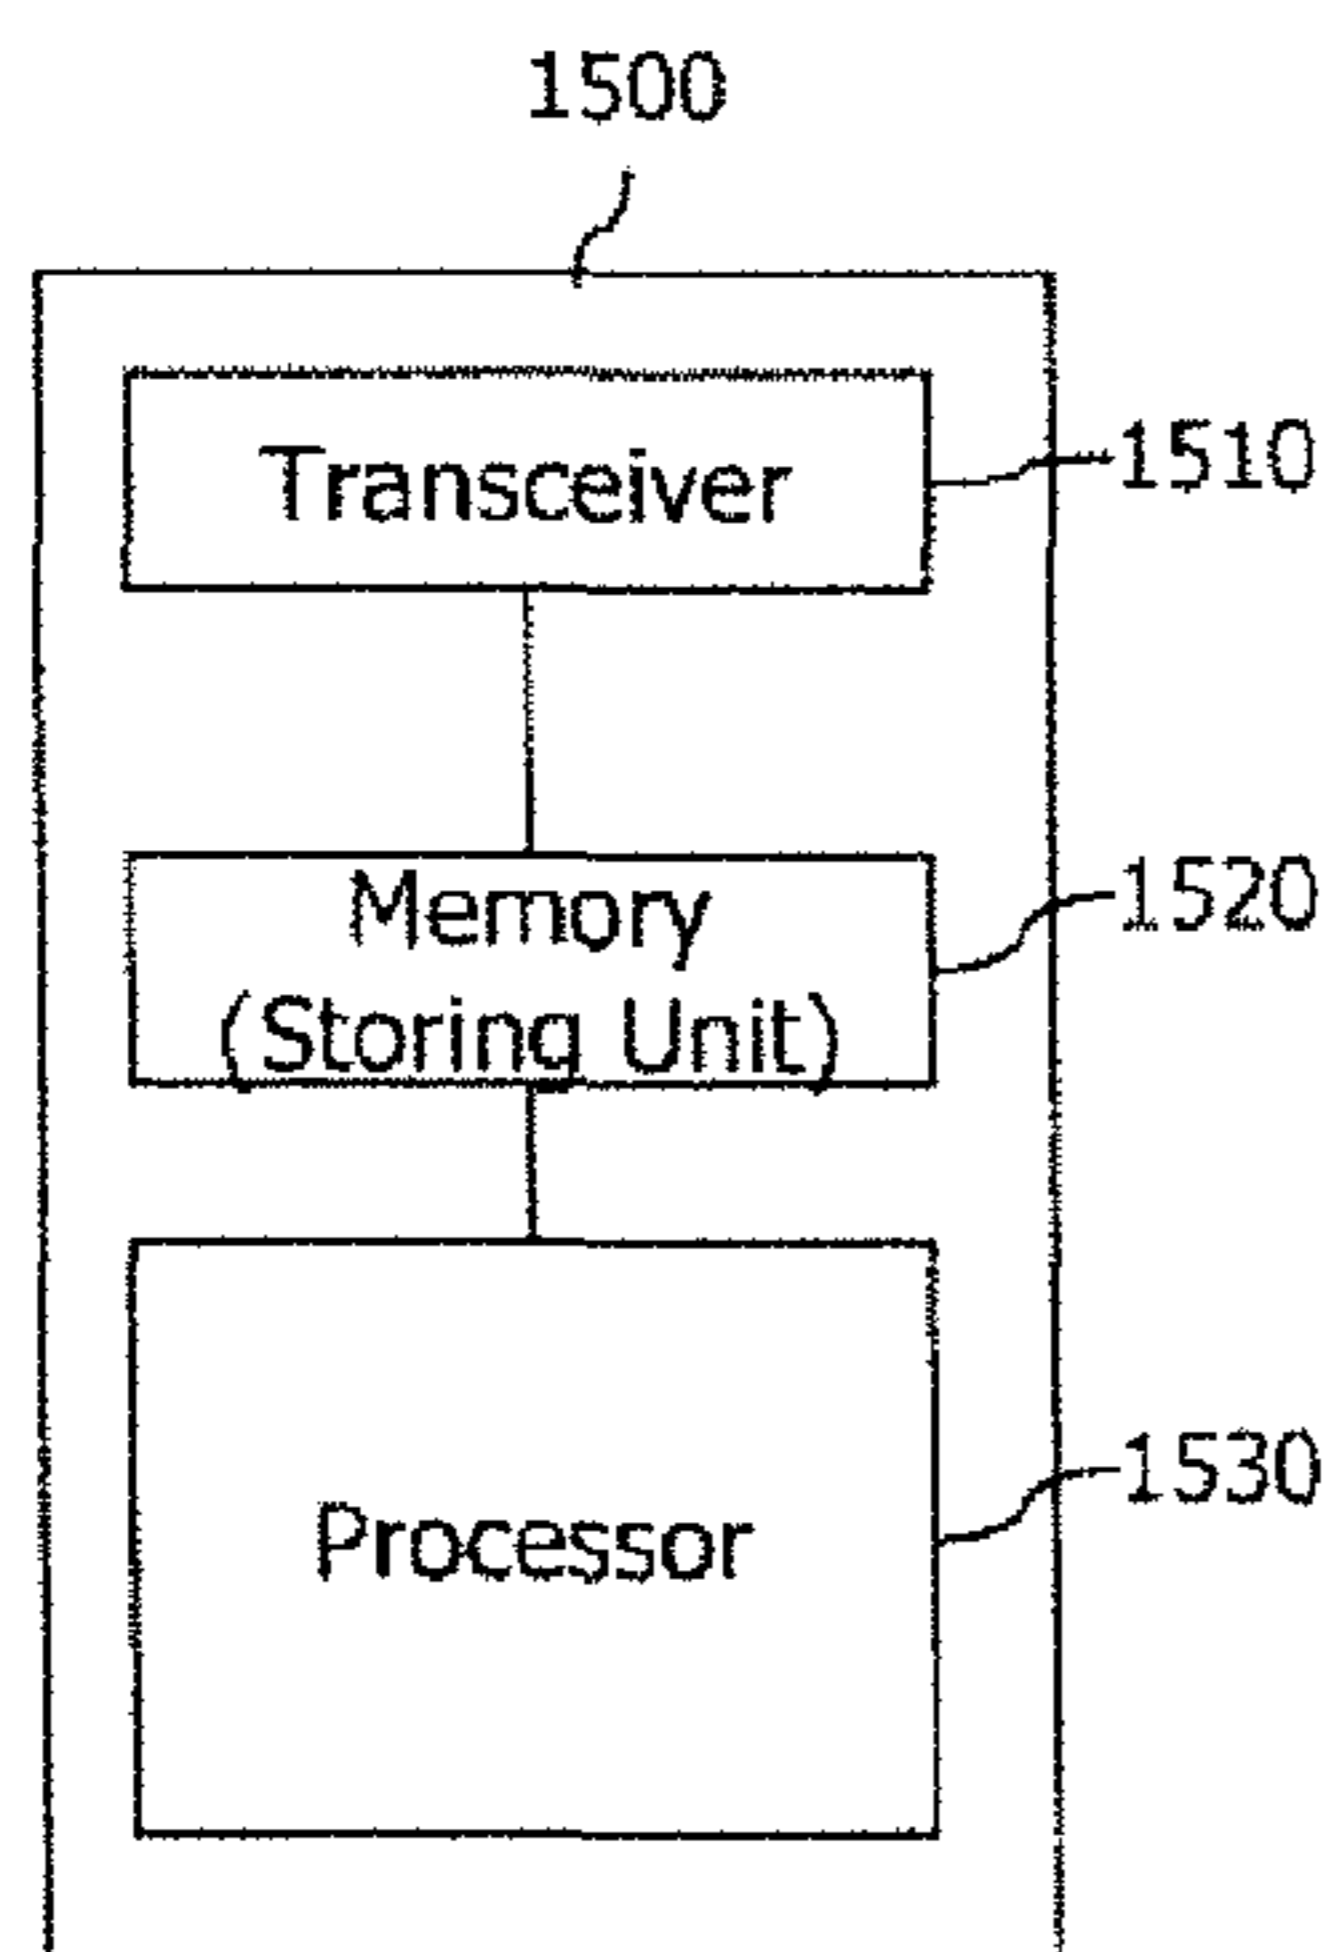 1500
Transceiver
1510
Memory
(Storing Unit)
1520
Processor
1530